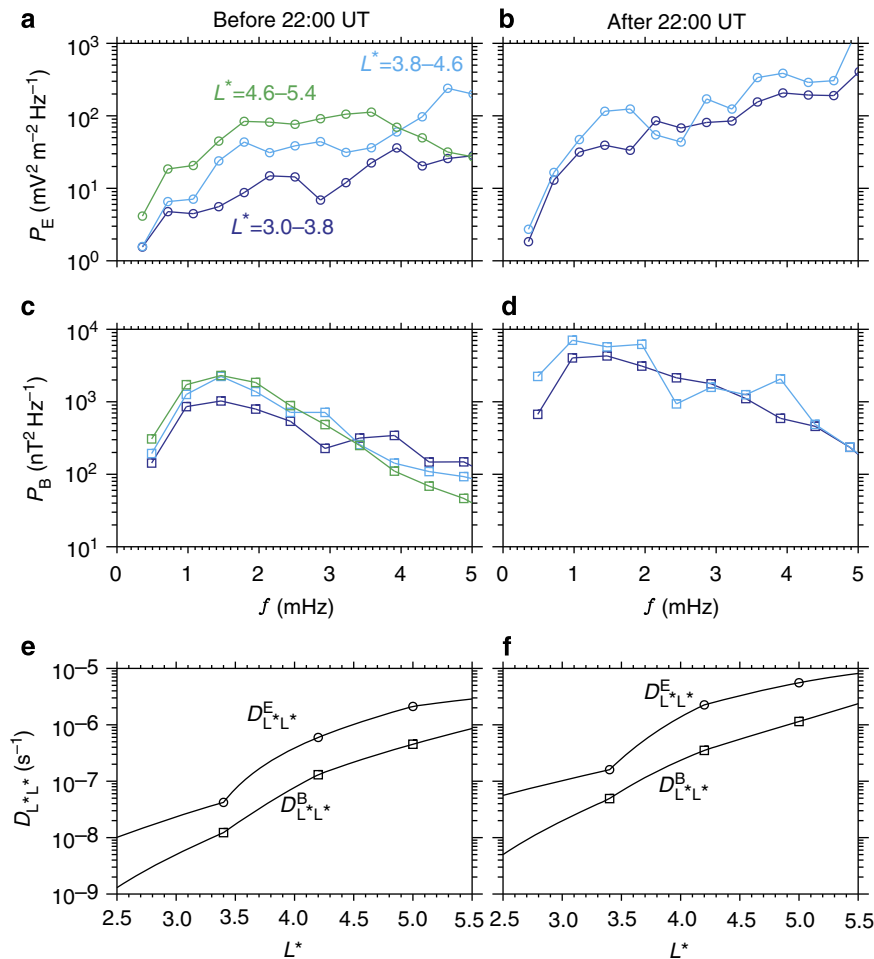 a Before 22:00 UT
b After 22:00 UT
10³
10²
10¹
10⁰
P_E (mV² m⁻² Hz⁻¹)
L*=3.8–4.6
L*=4.6–5.4
L*=3.0–3.8
c
d
10⁴
10³
10²
10¹
P_B (nT² Hz⁻¹)
0 1 2 3 4 5
0 1 2 3 4 5
f (mHz)
f (mHz)
e
f
10⁻⁵
10⁻⁶
10⁻⁷
10⁻⁸
10⁻⁹
D_L*L* (s⁻¹)
D^E_L*L*
D^B_L*L*
D^E_L*L*
D^B_L*L*
2.5 3.0 3.5 4.0 4.5 5.0 5.5
2.5 3.0 3.5 4.0 4.5 5.0 5.5
L*
L*